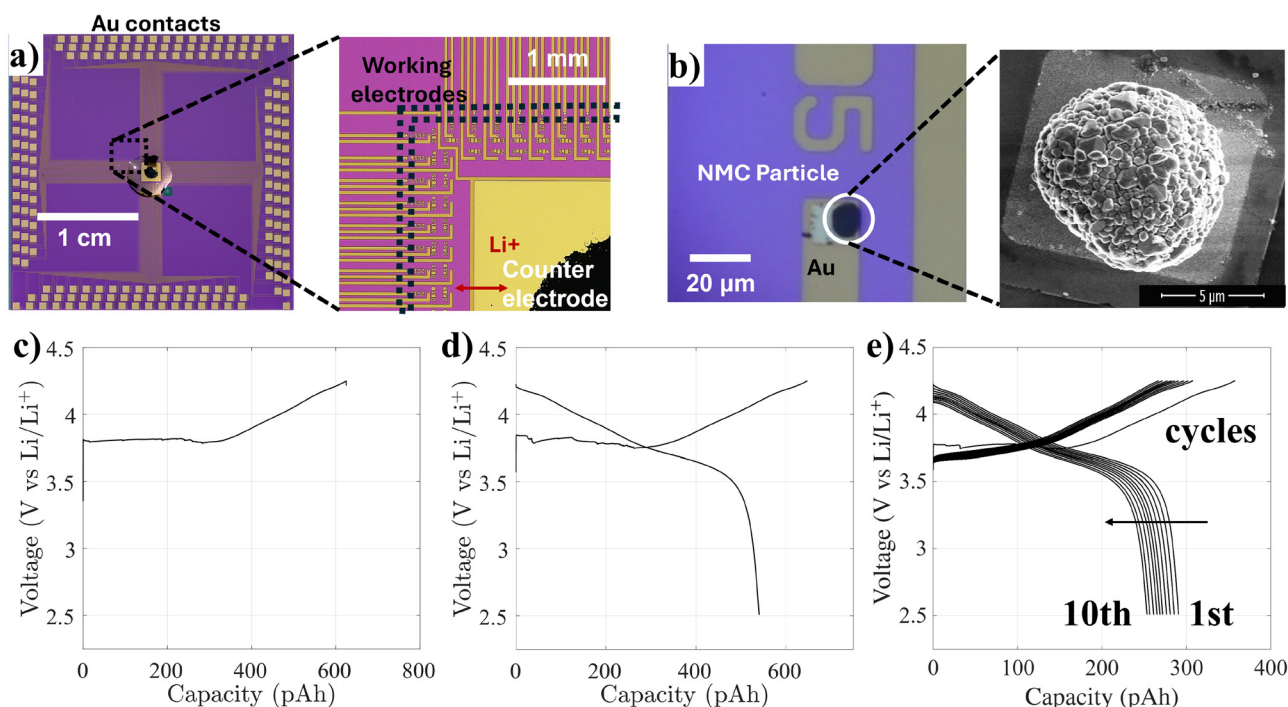 a)
Au contacts
1 cm
Working
electrodes
1 mm
Li+
Counter
electrode
b)
5
NMC Particle
Au
20 µm
5 µm
c)
Voltage (V vs Li/Li⁺)
4.5
4
3.5
3
2.5
0 200 400 600 800
Capacity (pAh)
d)
Voltage (V vs Li/Li⁺)
4.5
4
3.5
3
2.5
0 200 400 600
Capacity (pAh)
e)
Voltage (V vs Li/Li⁺)
4.5
4
3.5
3
2.5
cycles
10th 1st
0 100 200 300 400
Capacity (pAh)